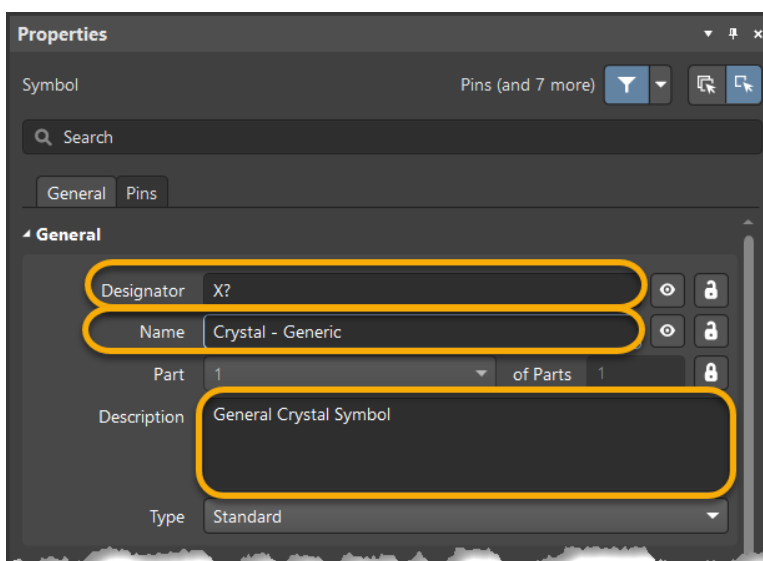 Properties
Symbol Pins (and 7 more)
Search
General Pins
General
Designator X?
Name Crystal - Generic
Part 1 of Parts 1
Description General Crystal Symbol
Type Standard